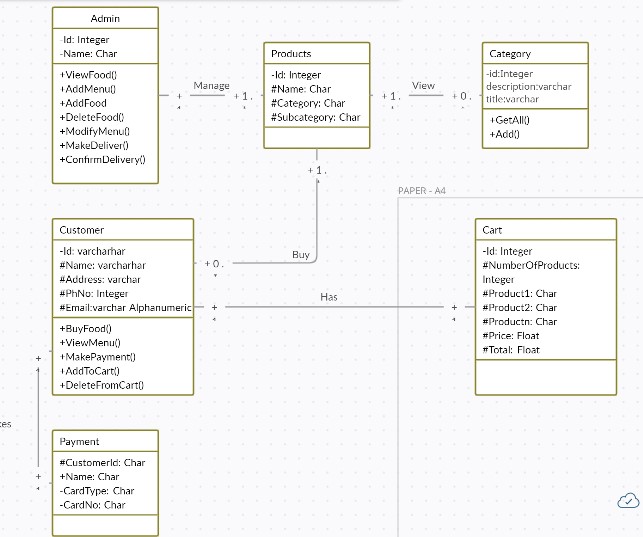 Admin
-Id: Integer
-Name: Char
+ViewFood()
+AddMenu()
+AddFood
+DeleteFood()
+ModifyMenu()
+MakeDeliver()
+ConfirmDelivery()
+
*
Manage
+1.
*
Products
-Id: Integer
#Name: Char
#Category: Char
#Subcategory: Char
+1.
*
View
+0.
*
Category
-id:Integer
description:varchar
title:varchar
+GetAll()
+Add()
+1.
*
PAPER - A4
Customer
-Id: varcharhar
#Name: varcharhar
#Address: varchar
#PhNo: Integer
#Email:varchar Alphanumeric
+BuyFood()
+ViewMenu()
+MakePayment()
+AddToCart()
+DeleteFromCart()
+0.
*
Buy
+
*
Has
+
*
Cart
-Id: Integer
#NumberOfProducts:
Integer
#Product1: Char
#Product2: Char
#Productn: Char
#Price: Float
#Total: Float
+
*
kes
+
*
Payment
#CustomerId: Char
+Name: Char
-CardType: Char
-CardNo: Char